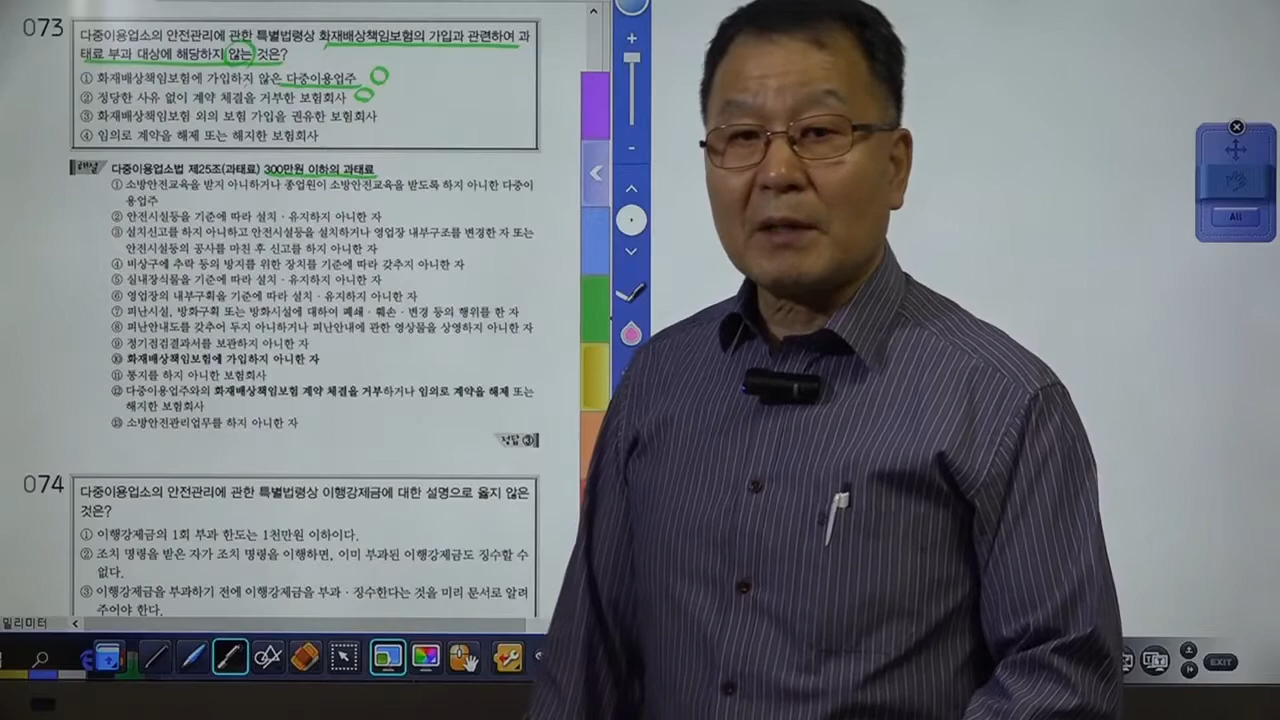 073
다중이용업소의 안전관리에 관한 특별법령상 화재배상책임보험의 가입과 관련하여 과
태료 부과 대상에 해당하지 않는 것은?
① 화재배상책임보험에 가입하지 않은 다중이용업주
② 정당한 사유 없이 계약 체결을 거부한 보험회사
③ 화재배상책임보험 외의 보험 가입을 권유한 보험회사
④ 임의로 계약을 해제 또는 해지한 보험회사
해설 다중이용업소법 제25조(과태료) 300만원 이하의 과태료
① 소방안전교육을 받지 아니하거나 종업원이 소방안전교육을 받도록 하지 아니한 다중이
용업주
② 안전시설등을 기준에 따라 설치·유지하지 아니한 자
③ 설치신고를 하지 아니하고 안전시설등을 설치하거나 영업장 내부구조를 변경한 자 또는
안전시설등의 공사를 마친 후 신고를 하지 아니한 자
④ 비상구에 추락 등의 방지를 위한 장치를 기준에 따라 갖추지 아니한 자
⑤ 실내장식물을 기준에 따라 설치·유지하지 아니한 자
⑥ 영업장의 내부구획을 기준에 따라 설치·유지하지 아니한 자
⑦ 피난시설, 방화구획 또는 방화시설에 대하여 폐쇄·훼손·변경 등의 행위를 한 자
⑧ 피난안내도를 갖추어 두지 아니하거나 피난안내에 관한 영상물을 상영하지 아니한 자
⑨ 정기점검결과서를 보관하지 아니한 자
⑩ 화재배상책임보험에 가입하지 아니한 자
⑪ 통지를 하지 아니한 보험회사
⑫ 다중이용업주와의 화재배상책임보험 계약 체결을 거부하거나 임의로 계약을 해제 또는
해지한 보험회사
⑬ 소방안전관리업무를 하지 아니한 자
정답 ③
074
다중이용업소의 안전관리에 관한 특별법령상 이행강제금에 대한 설명으로 옳지 않은
것은?
① 이행강제금의 1회 부과 한도는 1천만원 이하이다.
② 조치 명령을 받은 자가 조치 명령을 이행하면, 이미 부과된 이행강제금도 징수할 수
없다.
③ 이행강제금을 부과하기 전에 이행강제금을 부과·징수한다는 것을 미리 문서로 알려
주어야 한다.
밀리미터
All
EXIT